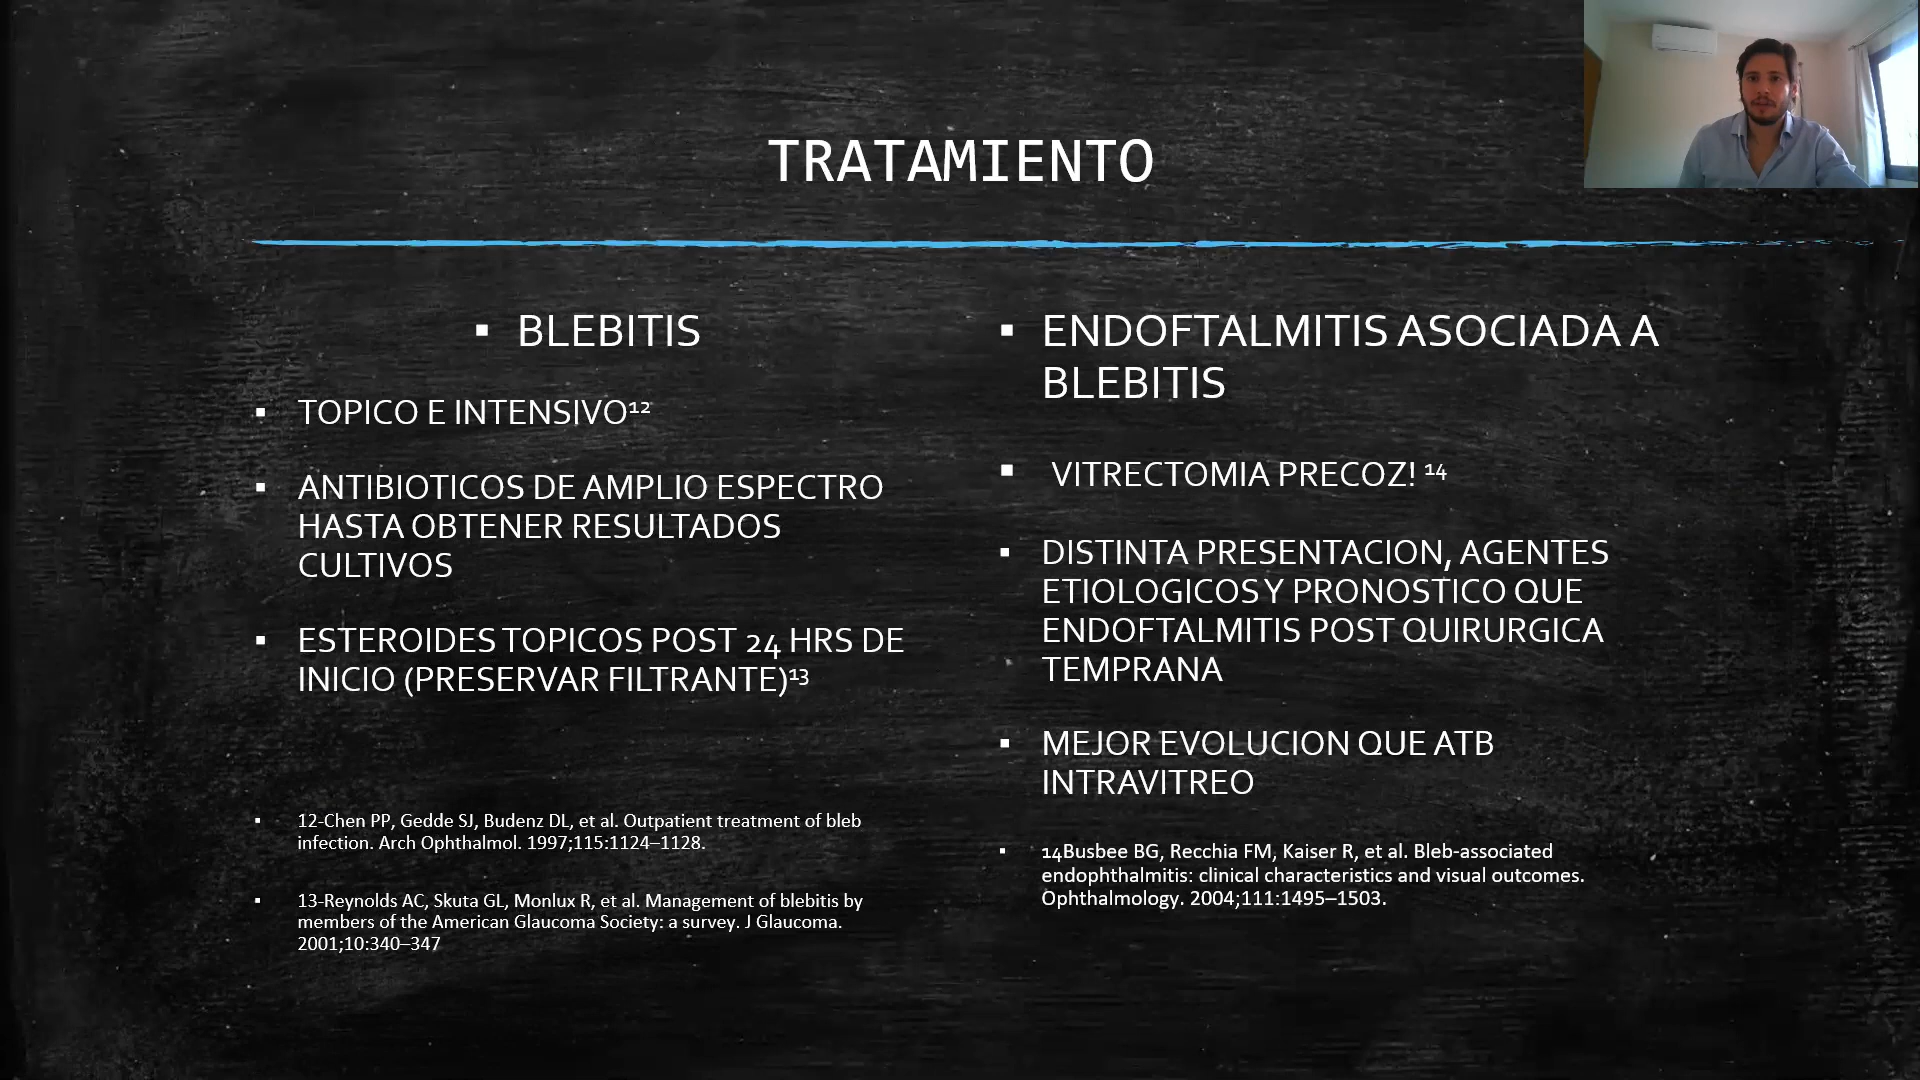 TRATAMIENTO
▪ BLEBITIS
▪ TOPICO E INTENSIVO¹²
▪ ANTIBIOTICOS DE AMPLIO ESPECTRO
HASTA OBTENER RESULTADOS
CULTIVOS
▪ ESTEROIDES TOPICOS POST 24 HRS DE
INICIO (PRESERVAR FILTRANTE)¹³
▪ 12-Chen PP, Gedde SJ, Budenz DL, et al. Outpatient treatment of bleb
infection. Arch Ophthalmol. 1997;115:1124–1128.
▪ 13-Reynolds AC, Skuta GL, Monlux R, et al. Management of blebitis by
members of the American Glaucoma Society: a survey. J Glaucoma.
2001;10:340–347
▪ ENDOFTALMITIS ASOCIADA A
BLEBITIS
▪ VITRECTOMIA PRECOZ! ¹⁴
▪ DISTINTA PRESENTACION, AGENTES
ETIOLOGICOS Y PRONOSTICO QUE
ENDOFTALMITIS POST QUIRURGICA
TEMPRANA
▪ MEJOR EVOLUCION QUE ATB
INTRAVITREO
▪ 14Busbee BG, Recchia FM, Kaiser R, et al. Bleb-associated
endophthalmitis: clinical characteristics and visual outcomes.
Ophthalmology. 2004;111:1495–1503.